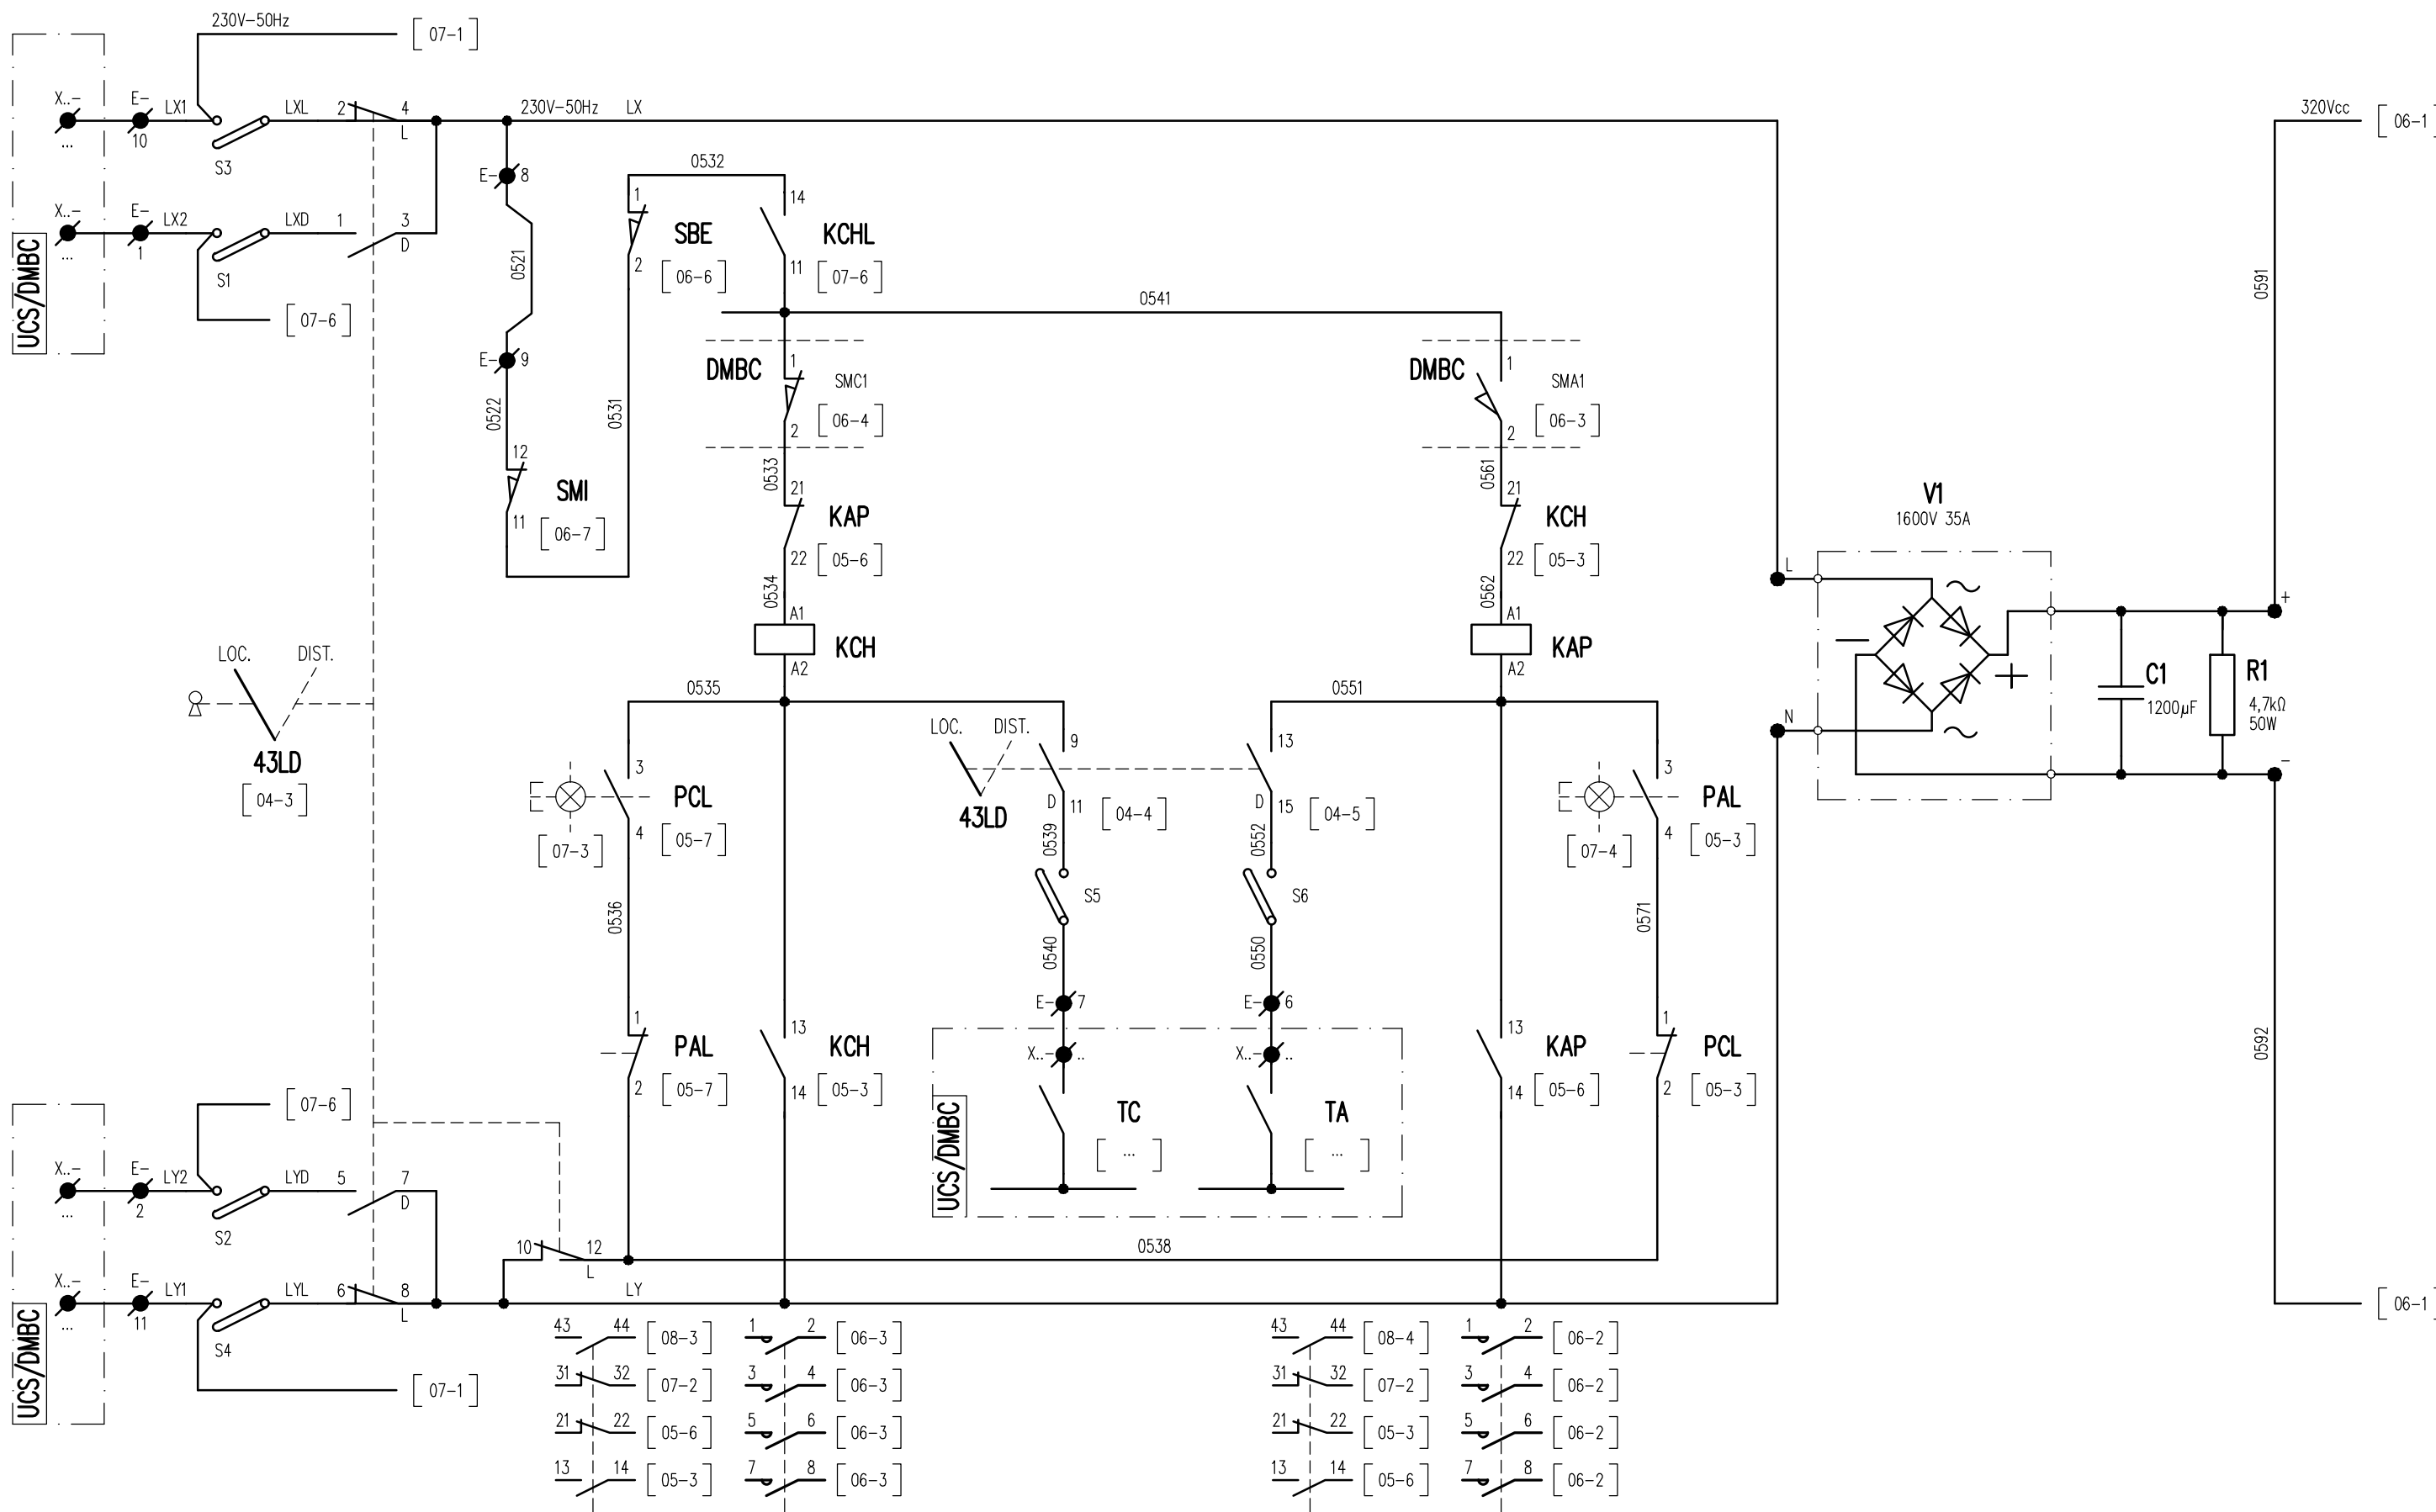 230V-50Hz
[07-1]
X..-
...
E-
10
LX1
S3
LXL
2
4
L
230V-50Hz
LX
320Vcc
[06-1]
X..-
...
E-
1
LX2
S1
LXD
1
3
D
UCS/DMBC
[07-6]
E-
8
0521
E-
9
0522
12
SMI
11
[06-7]
0532
1
SBE
2
[06-6]
0531
14
KCHL
11
[07-6]
0541
DMBC
1
SMC1
[06-4]
2
0533
21
KAP
22
[05-6]
0534
A1
KCH
A2
DMBC
1
SMA1
[06-3]
2
0561
21
KCH
22
[05-3]
0562
A1
KAP
A2
0591
V1
1600V 35A
L
N
+
-
C1
1200µF
R1
4,7kΩ
50W
0592
LOC.
DIST.
43LD
[04-3]
0535
3
PCL
4
[05-7]
[07-3]
0536
1
PAL
2
[05-7]
13
KCH
14
[05-3]
LOC.
DIST.
43LD
9
D
11
[04-4]
0539
S5
0540
E-
7
X..-
..
TC
[...]
0551
13
D
15
[04-5]
0552
S6
0550
E-
6
X..-
..
TA
[...]
UCS/DMBC
13
KAP
14
[05-6]
3
PAL
4
[05-3]
[07-4]
0571
1
PCL
2
[05-3]
[07-6]
X..-
...
E-
2
LY2
S2
LYD
5
7
D
10
12
L
0538
X..-
...
E-
11
LY1
S4
LYL
6
8
L
LY
[06-1]
UCS/DMBC
[07-1]
43 44 [08-3] 1 2 [06-3]
31 32 [07-2] 3 4 [06-3]
21 22 [05-6] 5 6 [06-3]
13 14 [05-3] 7 8 [06-3]
43 44 [08-4] 1 2 [06-2]
31 32 [07-2] 3 4 [06-2]
21 22 [05-3] 5 6 [06-2]
13 14 [05-6] 7 8 [06-2]